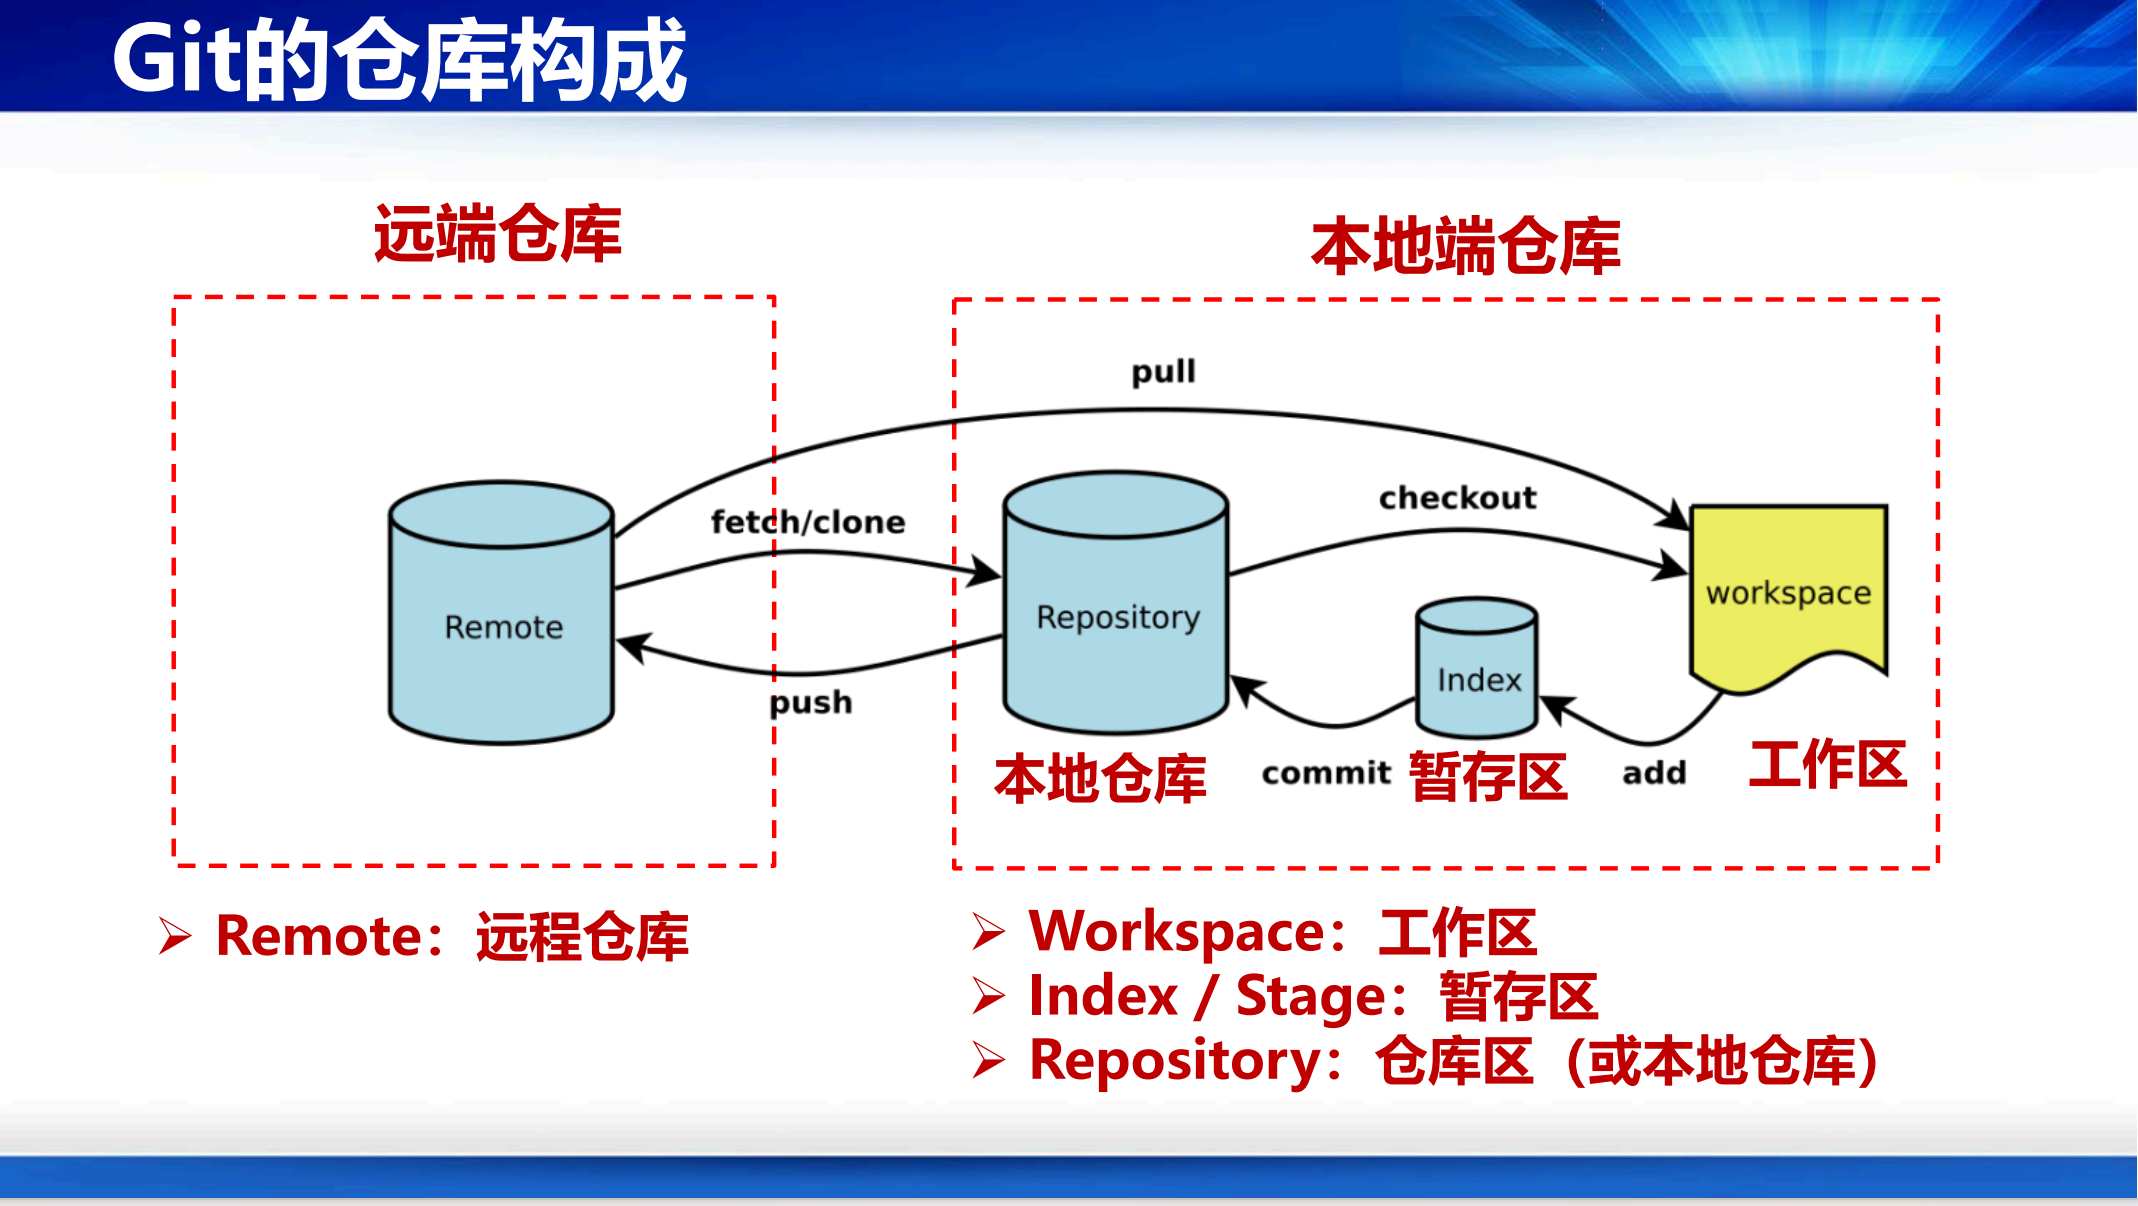 Git的仓库构成
远端仓库
本地端仓库
pull
fetch/clone
checkout
Remote
Repository
workspace
Index
push
本地仓库
commit
暂存区
add
工作区
➢ Remote：远程仓库
➢ Workspace：工作区
➢ Index / Stage：暂存区
➢ Repository：仓库区（或本地仓库）